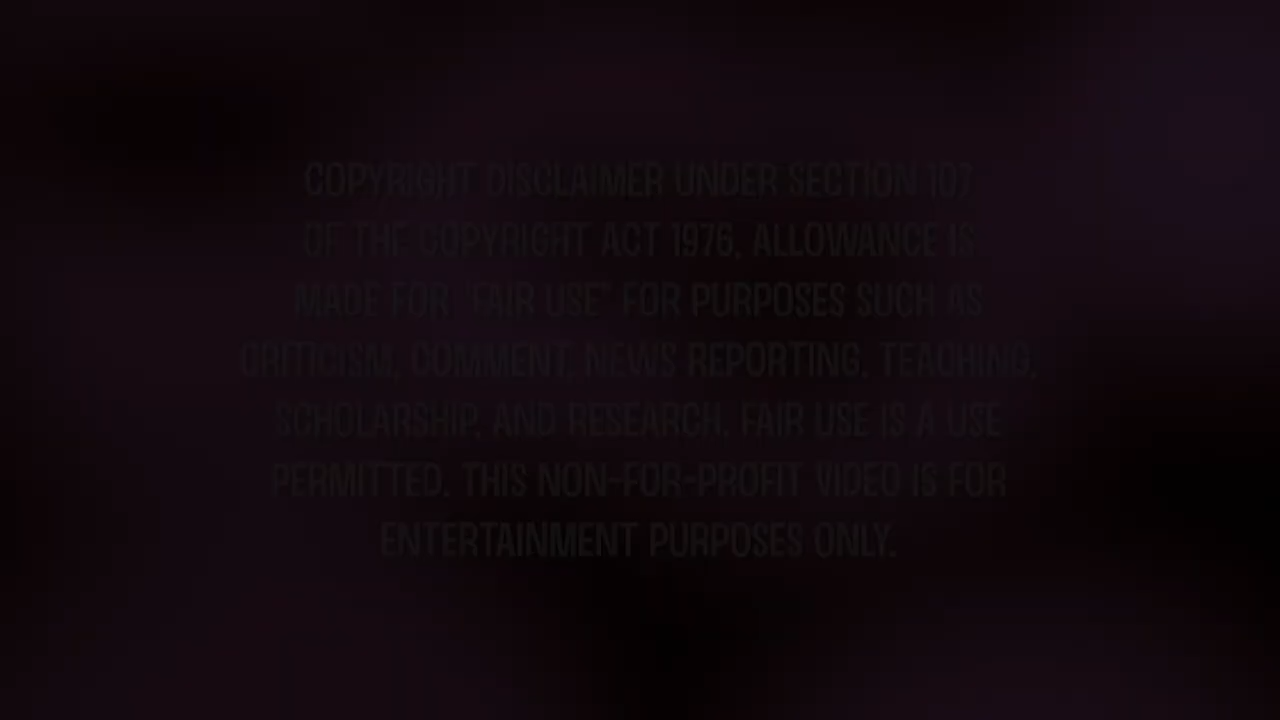 COPYRIGHT DISCLAIMER UNDER SECTION 107
OF THE COPYRIGHT ACT 1976, ALLOWANCE IS
MADE FOR "FAIR USE" FOR PURPOSES SUCH AS
CRITICISM, COMMENT, NEWS REPORTING, TEACHING,
SCHOLARSHIP, AND RESEARCH. FAIR USE IS A USE
PERMITTED. THIS NON-FOR-PROFIT VIDEO IS FOR
ENTERTAINMENT PURPOSES ONLY.